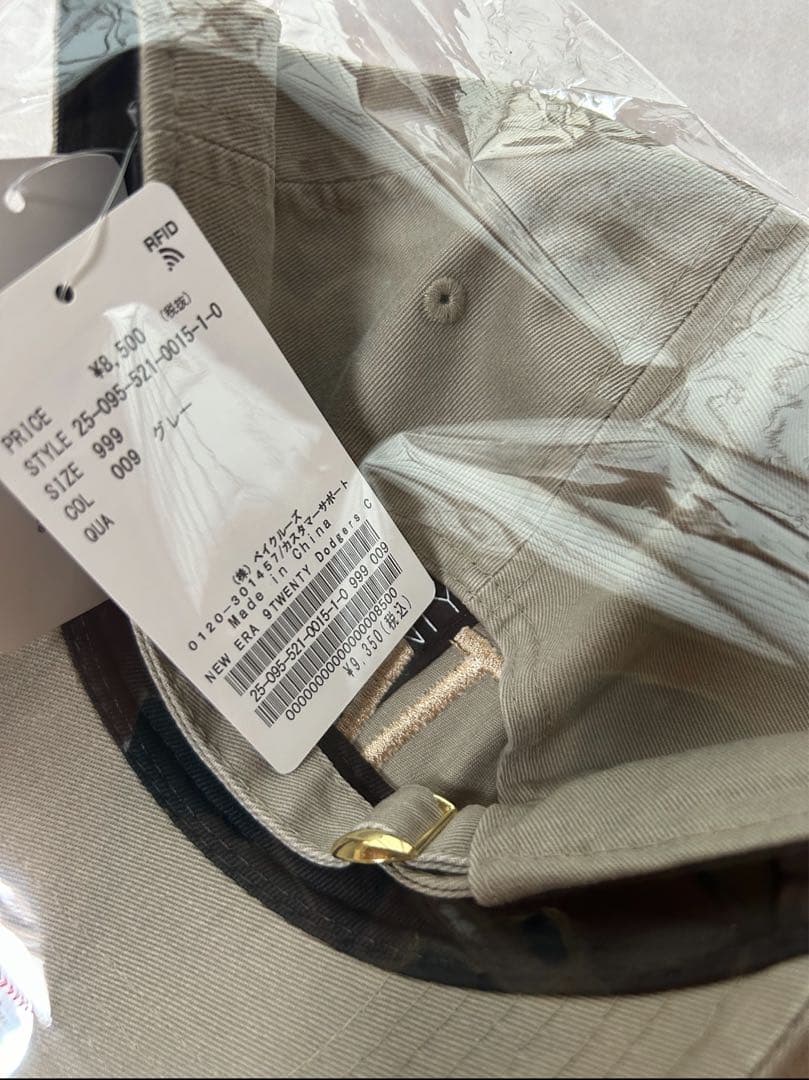 RFID
PRICE ¥8,500 (税抜)
STYLE 25-095-521-0015-1-0
SIZE 999
COL 009 グレー
QUA
(株) ベイクルーズ
0120-301457/カスタマーサポート
Made in China
NEW ERA 9TWENTY Dodgers C
25-095-521-0015-1-0 999 009
0000000000000000008500
¥9,350(税込)